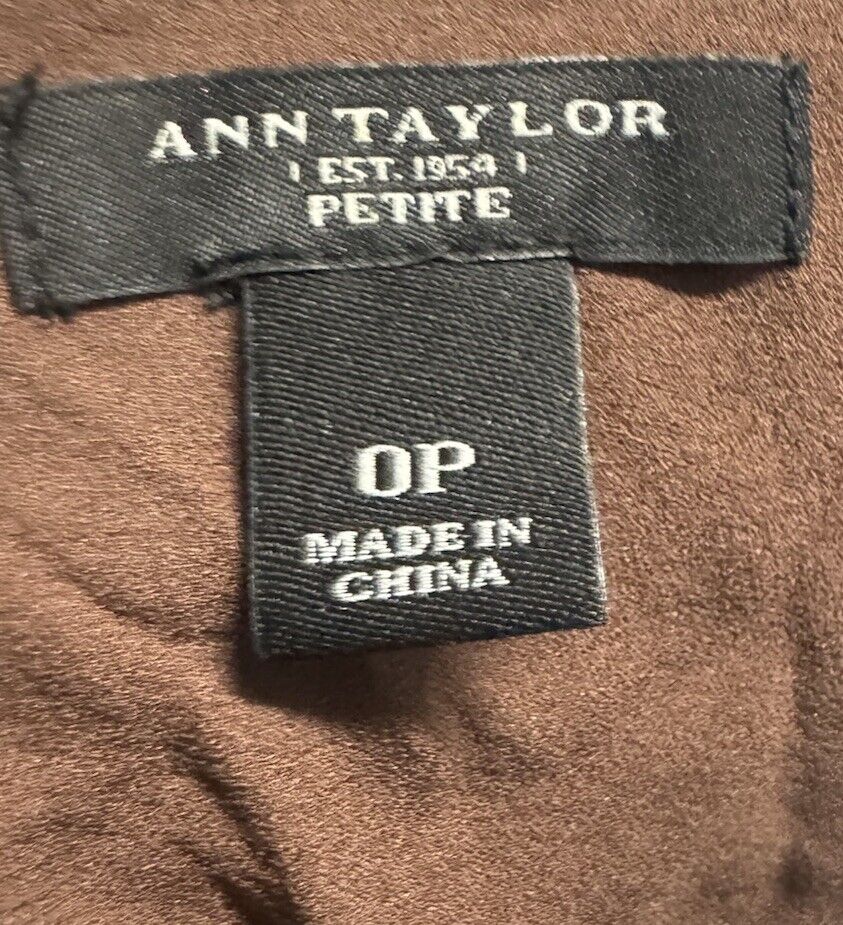 ANN TAYLOR
| EST. 1954 |
PETITE
0P
MADE IN
CHINA